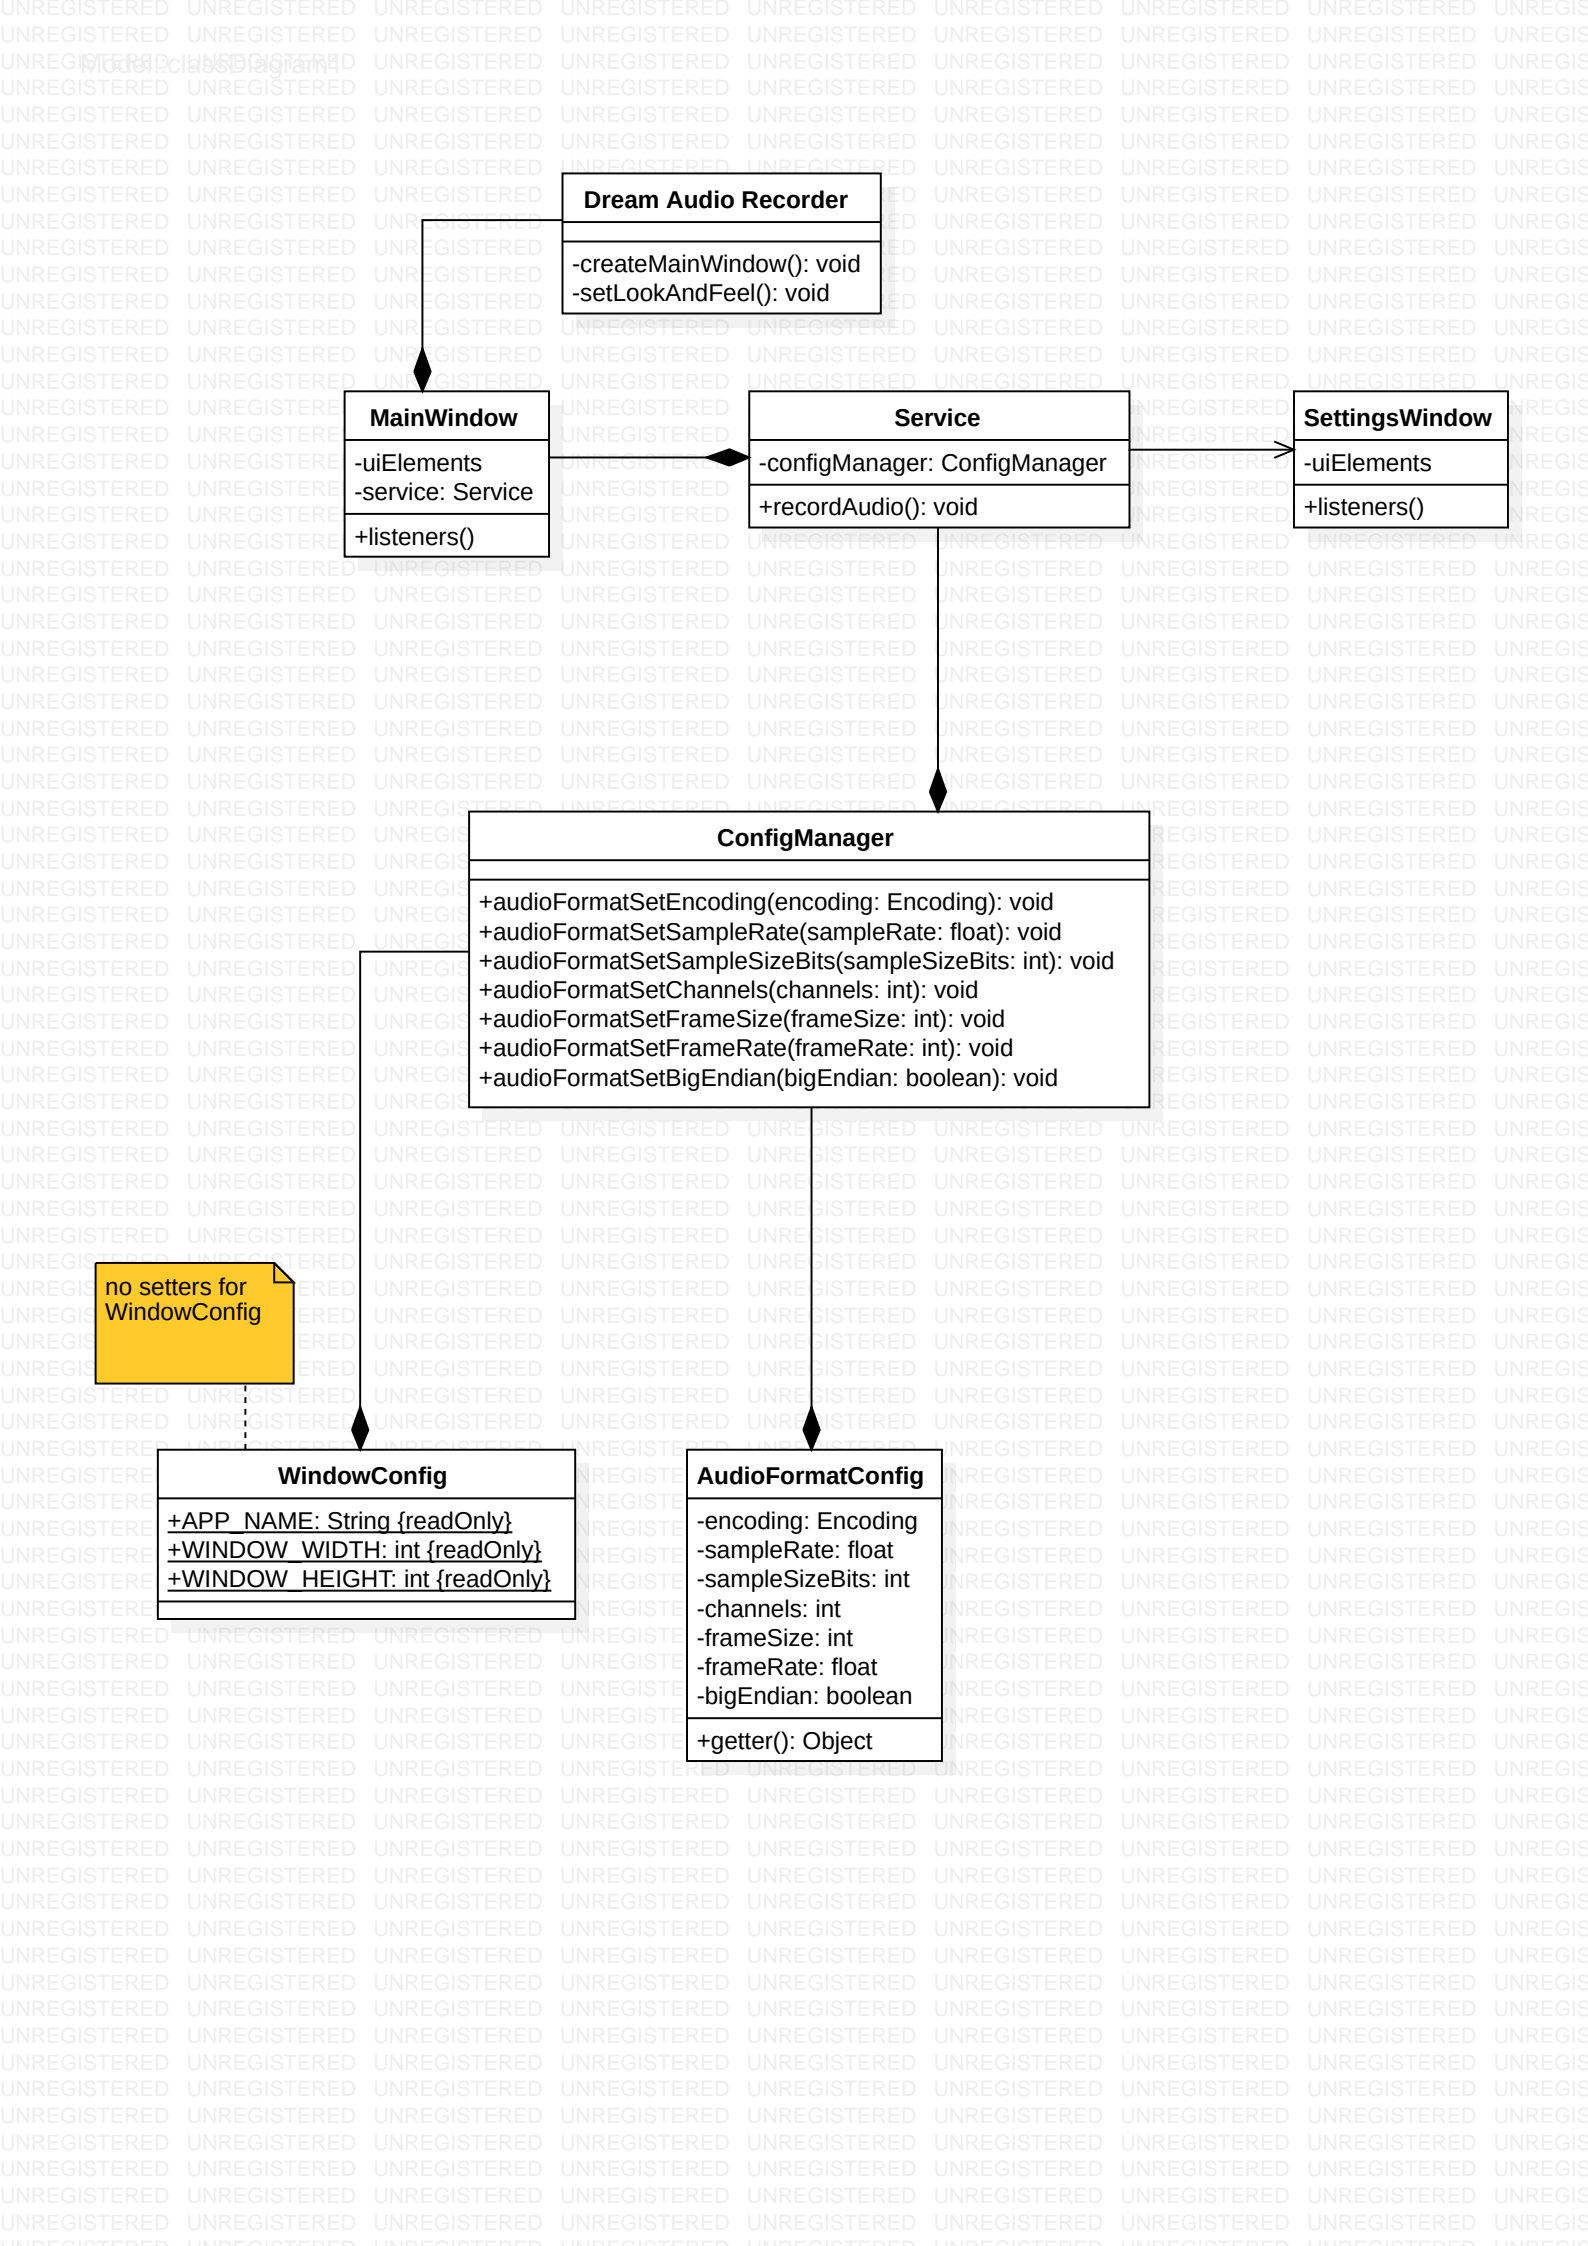 Model::classDiagram1
Dream Audio Recorder
-createMainWindow(): void
-setLookAndFeel(): void
MainWindow
-uiElements
-service: Service
+listeners()
Service
-configManager: ConfigManager
+recordAudio(): void
SettingsWindow
-uiElements
+listeners()
ConfigManager
+audioFormatSetEncoding(encoding: Encoding): void
+audioFormatSetSampleRate(sampleRate: float): void
+audioFormatSetSampleSizeBits(sampleSizeBits: int): void
+audioFormatSetChannels(channels: int): void
+audioFormatSetFrameSize(frameSize: int): void
+audioFormatSetFrameRate(frameRate: int): void
+audioFormatSetBigEndian(bigEndian: boolean): void
no setters for
WindowConfig
WindowConfig
+APP_NAME: String {readOnly}
+WINDOW_WIDTH: int {readOnly}
+WINDOW_HEIGHT: int {readOnly}
AudioFormatConfig
-encoding: Encoding
-sampleRate: float
-sampleSizeBits: int
-channels: int
-frameSize: int
-frameRate: float
-bigEndian: boolean
+getter(): Object
UNREGISTERED